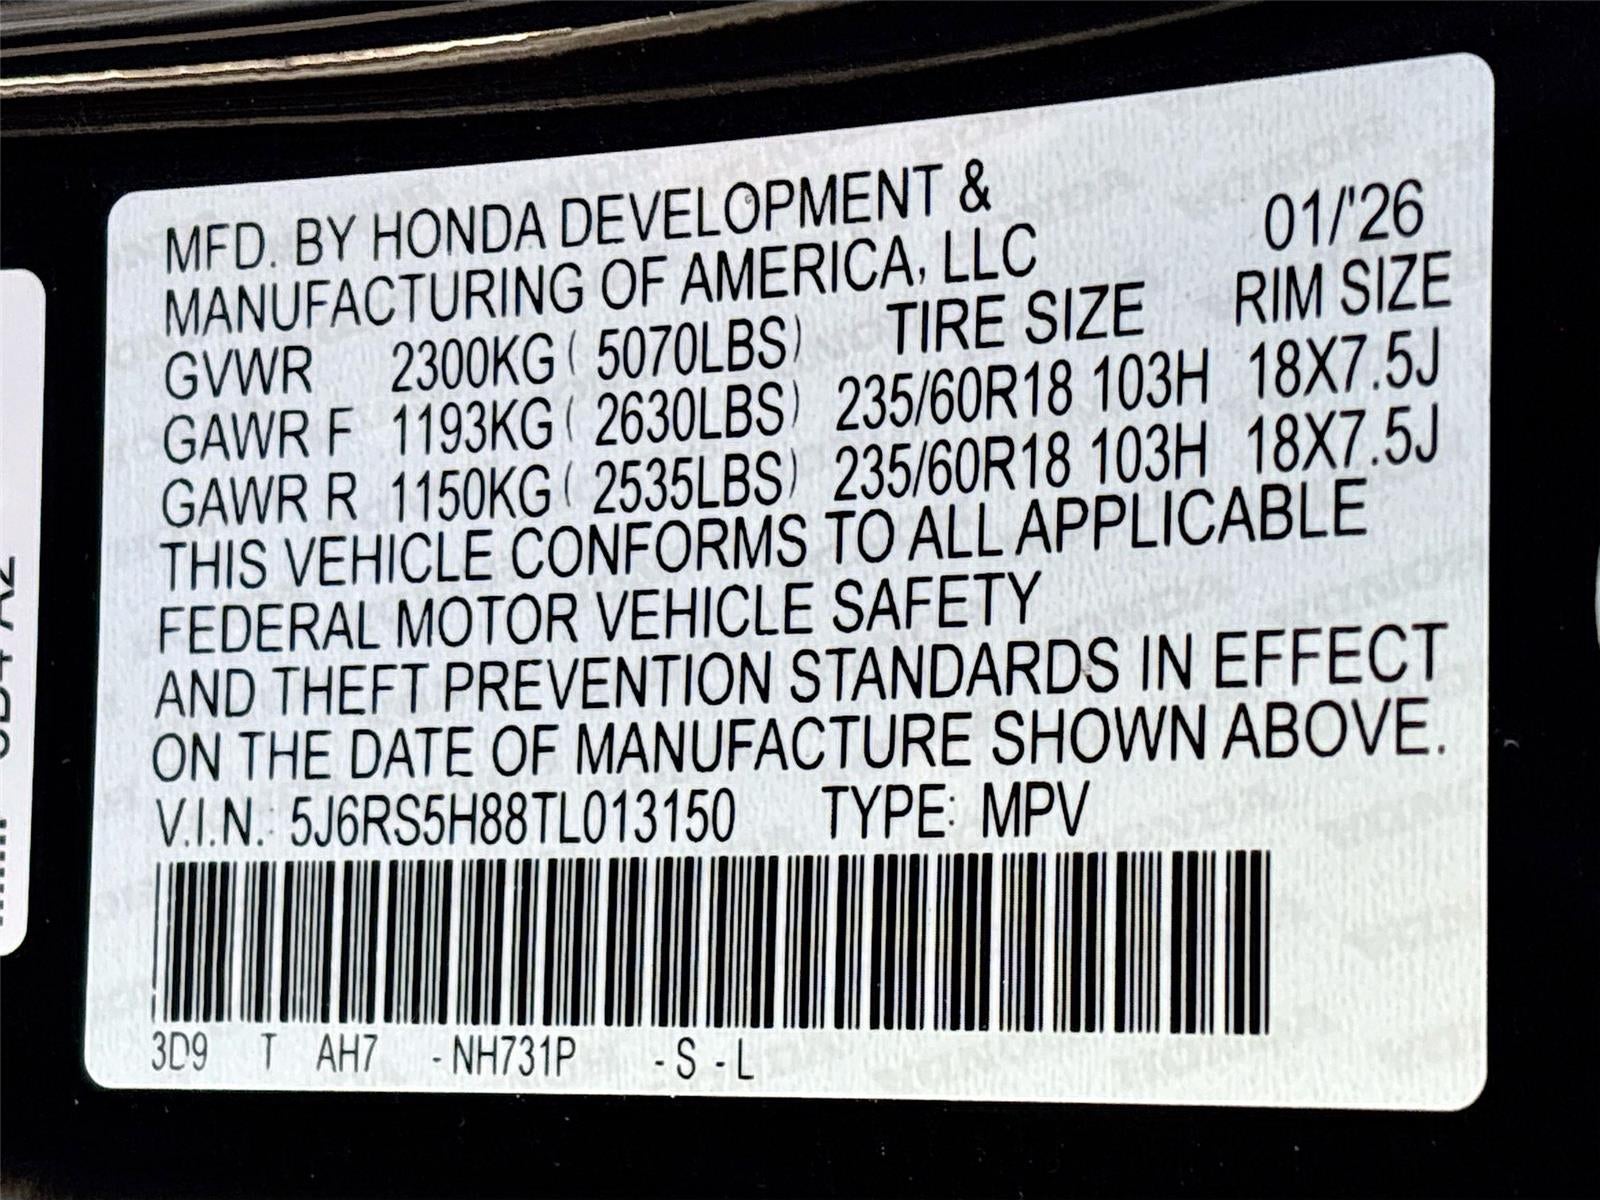 MFD. BY HONDA DEVELOPMENT &
MANUFACTURING OF AMERICA, LLC 01/'26
GVWR 2300KG ( 5070LBS) TIRE SIZE RIM SIZE
GAWR F 1193KG ( 2630LBS) 235/60R18 103H 18X7.5J
GAWR R 1150KG ( 2535LBS) 235/60R18 103H 18X7.5J
THIS VEHICLE CONFORMS TO ALL APPLICABLE
FEDERAL MOTOR VEHICLE SAFETY
AND THEFT PREVENTION STANDARDS IN EFFECT
ON THE DATE OF MANUFACTURE SHOWN ABOVE.
V.I.N.: 5J6RS5H88TL013150 TYPE: MPV
3D9 T AH7 - NH731P - S - L